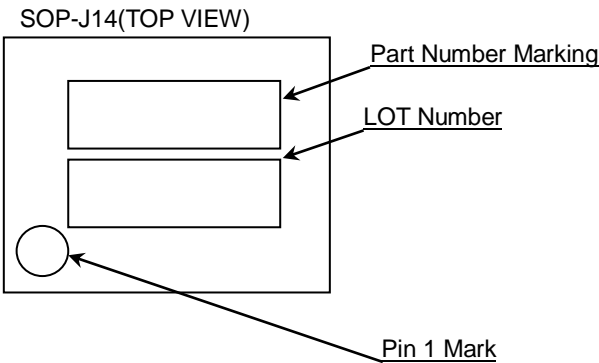 SOP-J14(TOP VIEW)
Part Number Marking
LOT Number
Pin 1 Mark